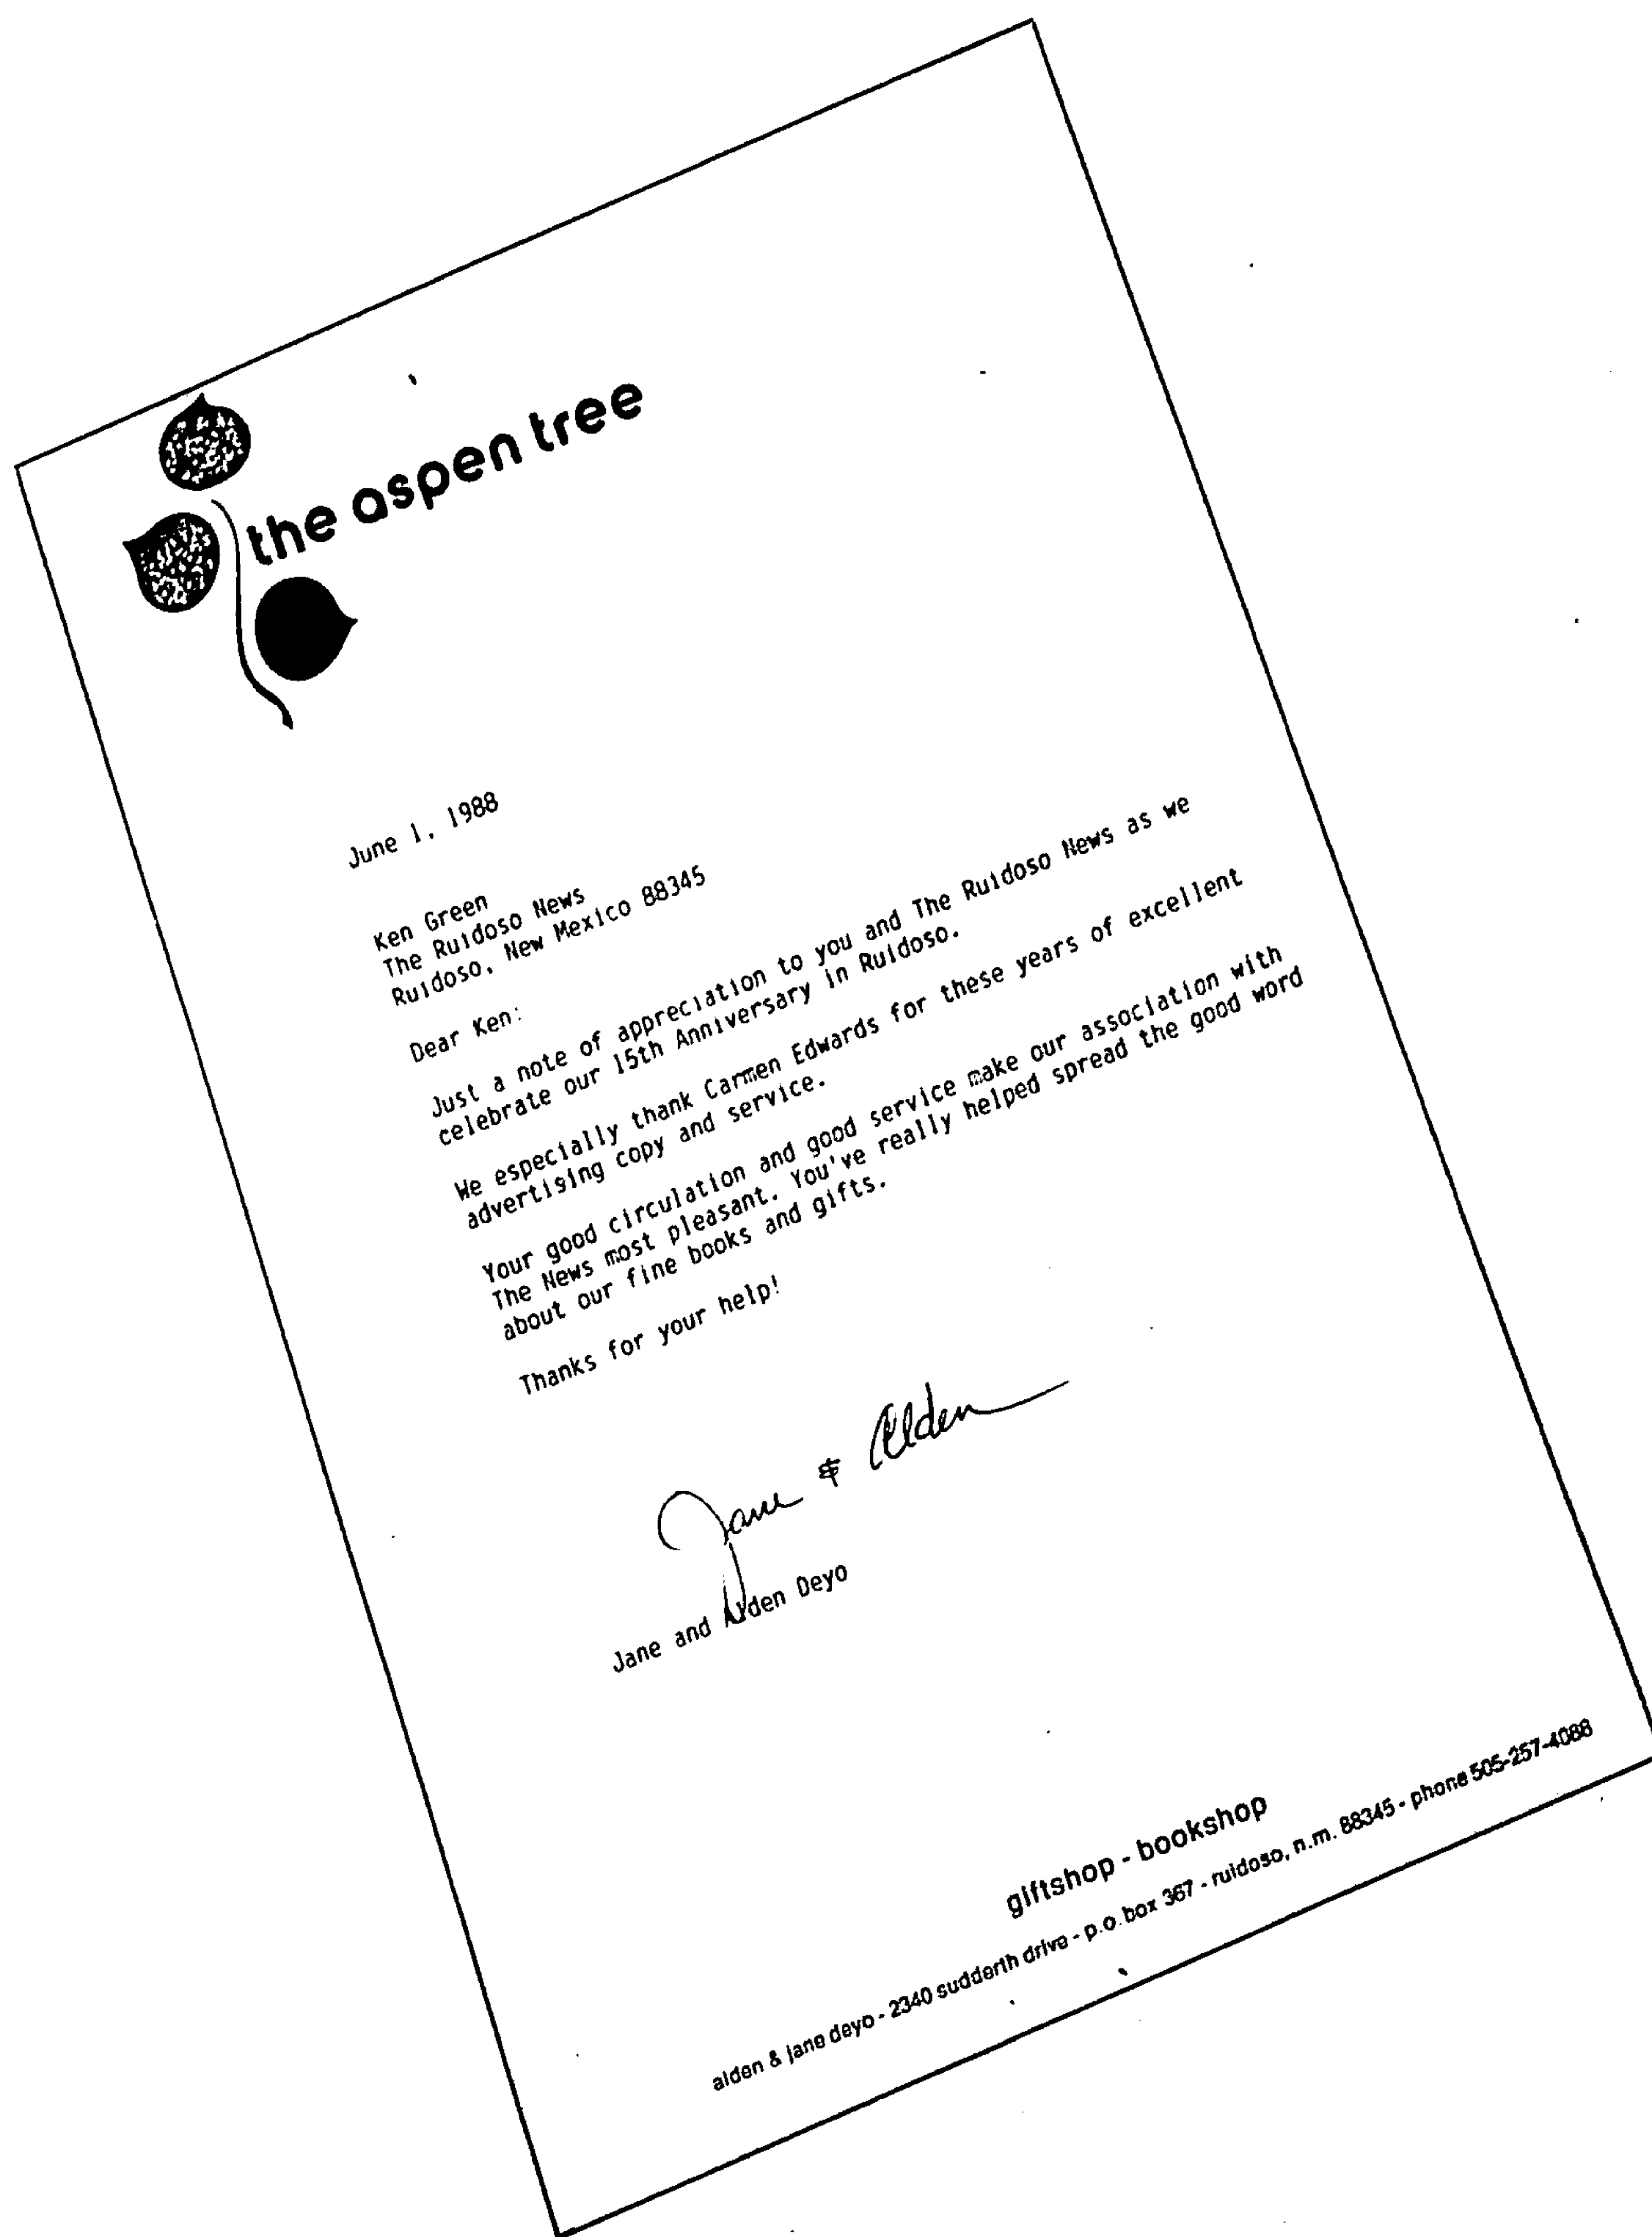 the aspen tree
June 1, 1988
Ken Green
The Ruidoso News
Ruidoso, New Mexico 88345
Dear Ken:
Just a note of appreciation to you and The Ruidoso News as we
celebrate our 15th Anniversary in Ruidoso.
We especially thank Carmen Edwards for these years of excellent
advertising copy and service.
Your good circulation and good service make our association with
The News most pleasant. You've really helped spread the good word
about our fine books and gifts.
Thanks for your help!
Jane & Alden
Jane and Alden Deyo
giftshop - bookshop
alden & jane deyo - 2340 sudderth drive - p.o. box 367 - ruidoso, n.m. 88345 - phone 505-257-4088